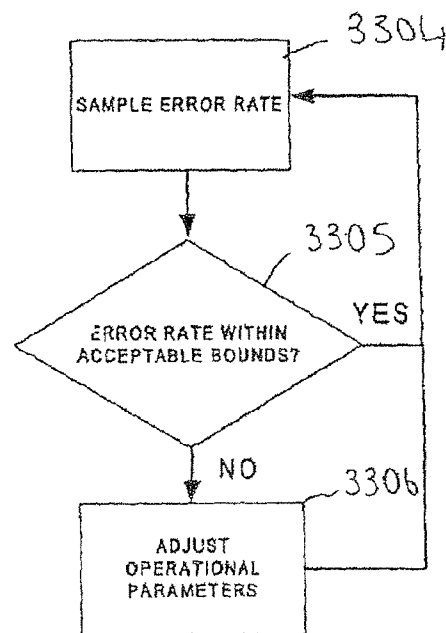 3304
SAMPLE ERROR RATE
3305
ERROR RATE WITHIN
ACCEPTABLE BOUNDS?
YES
NO
3306
ADJUST
OPERATIONAL
PARAMETERS